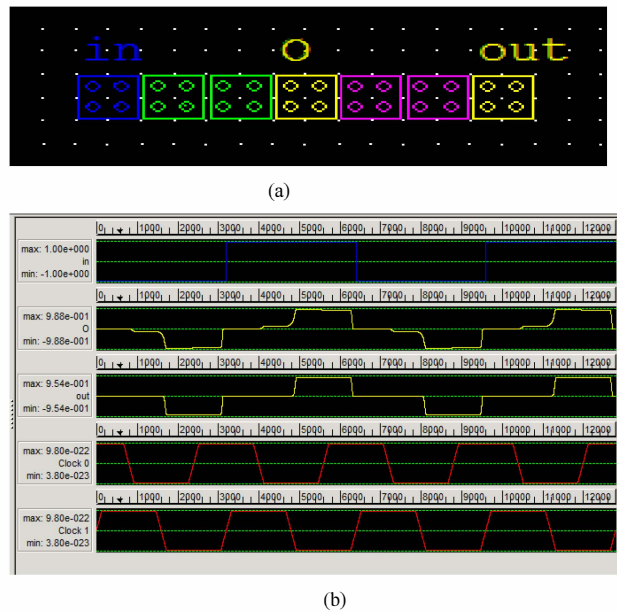 in O out
(a)
0 1000 2000 3000 4000 5000 6000 7000 8000 9000 10000 11000 12000
max: 1.00e+000
in
min: -1.00e+000
0 1000 2000 3000 4000 5000 6000 7000 8000 9000 10000 11000 12000
max: 9.88e-001
O
min: -9.88e-001
0 1000 2000 3000 4000 5000 6000 7000 8000 9000 10000 11000 12000
max: 9.54e-001
out
min: -9.54e-001
0 1000 2000 3000 4000 5000 6000 7000 8000 9000 10000 11000 12000
max: 9.80e-022
Clock 0
min: 3.80e-023
0 1000 2000 3000 4000 5000 6000 7000 8000 9000 10000 11000 12000
max: 9.80e-022
Clock 1
min: 3.80e-023
(b)